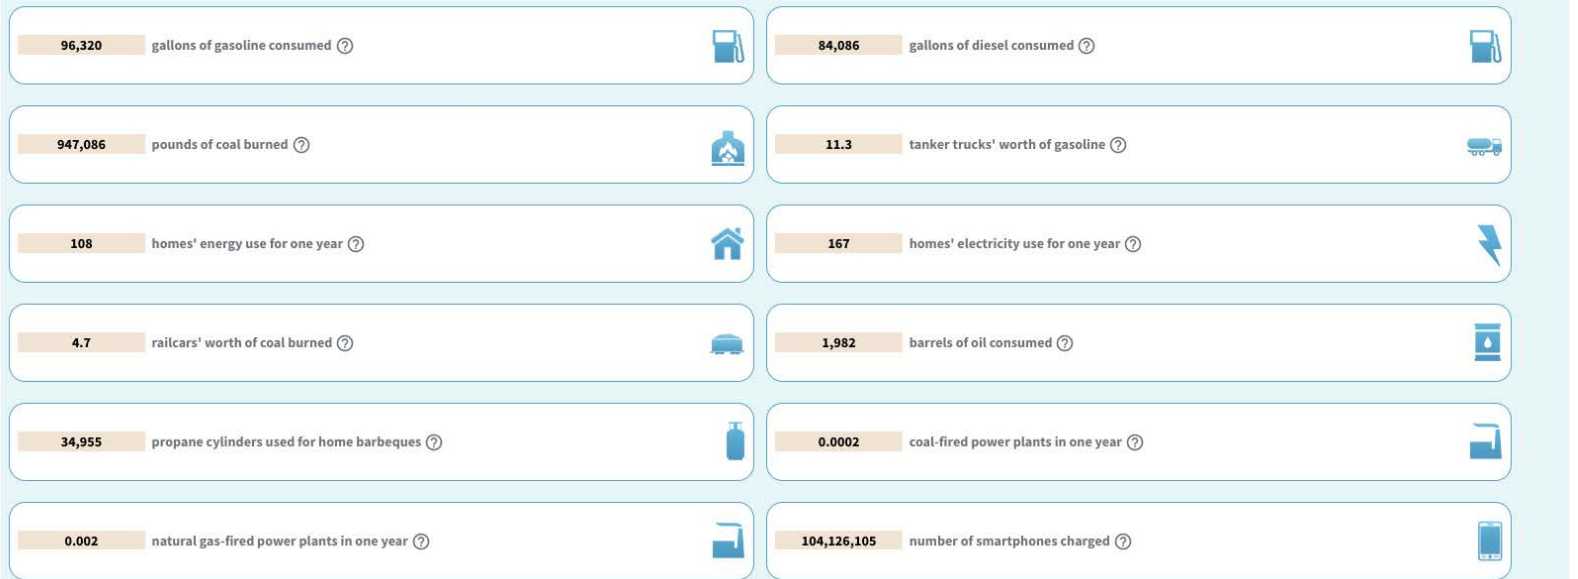 96,320 gallons of gasoline consumed ?
84,086 gallons of diesel consumed ?
947,086 pounds of coal burned ?
11.3 tanker trucks' worth of gasoline ?
108 homes' energy use for one year ?
167 homes' electricity use for one year ?
4.7 railcars' worth of coal burned ?
1,982 barrels of oil consumed ?
34,955 propane cylinders used for home barbeques ?
0.0002 coal-fired power plants in one year ?
0.002 natural gas-fired power plants in one year ?
104,126,105 number of smartphones charged ?